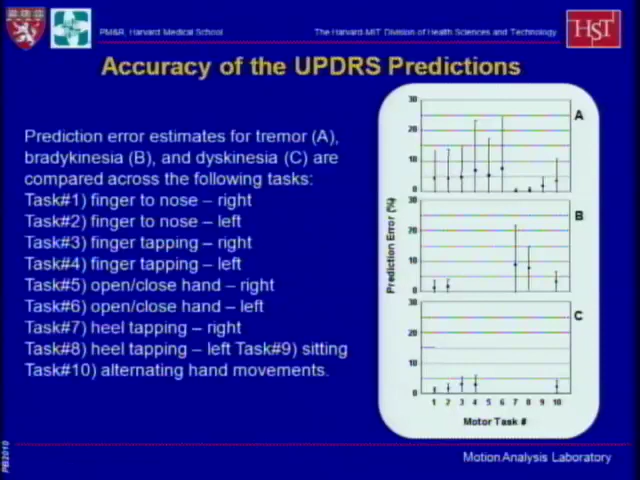 PM&R, Harvard Medical School
The Harvard-MIT Division of Health Sciences and Technology
HST
Accuracy of the UPDRS Predictions
Prediction error estimates for tremor (A),
bradykinesia (B), and dyskinesia (C) are
compared across the following tasks:
Task#1) finger to nose – right
Task#2) finger to nose – left
Task#3) finger tapping – right
Task#4) finger tapping – left
Task#5) open/close hand – right
Task#6) open/close hand – left
Task#7) heel tapping – right
Task#8) heel tapping – left Task#9) sitting
Task#10) alternating hand movements.
Prediction Error (%)
30
20
10
0
A
30
20
10
0
B
30
20
10
0
C
1 2 3 4 5 6 7 8 9 10
Motor Task #
PB2010
Motion Analysis Laboratory